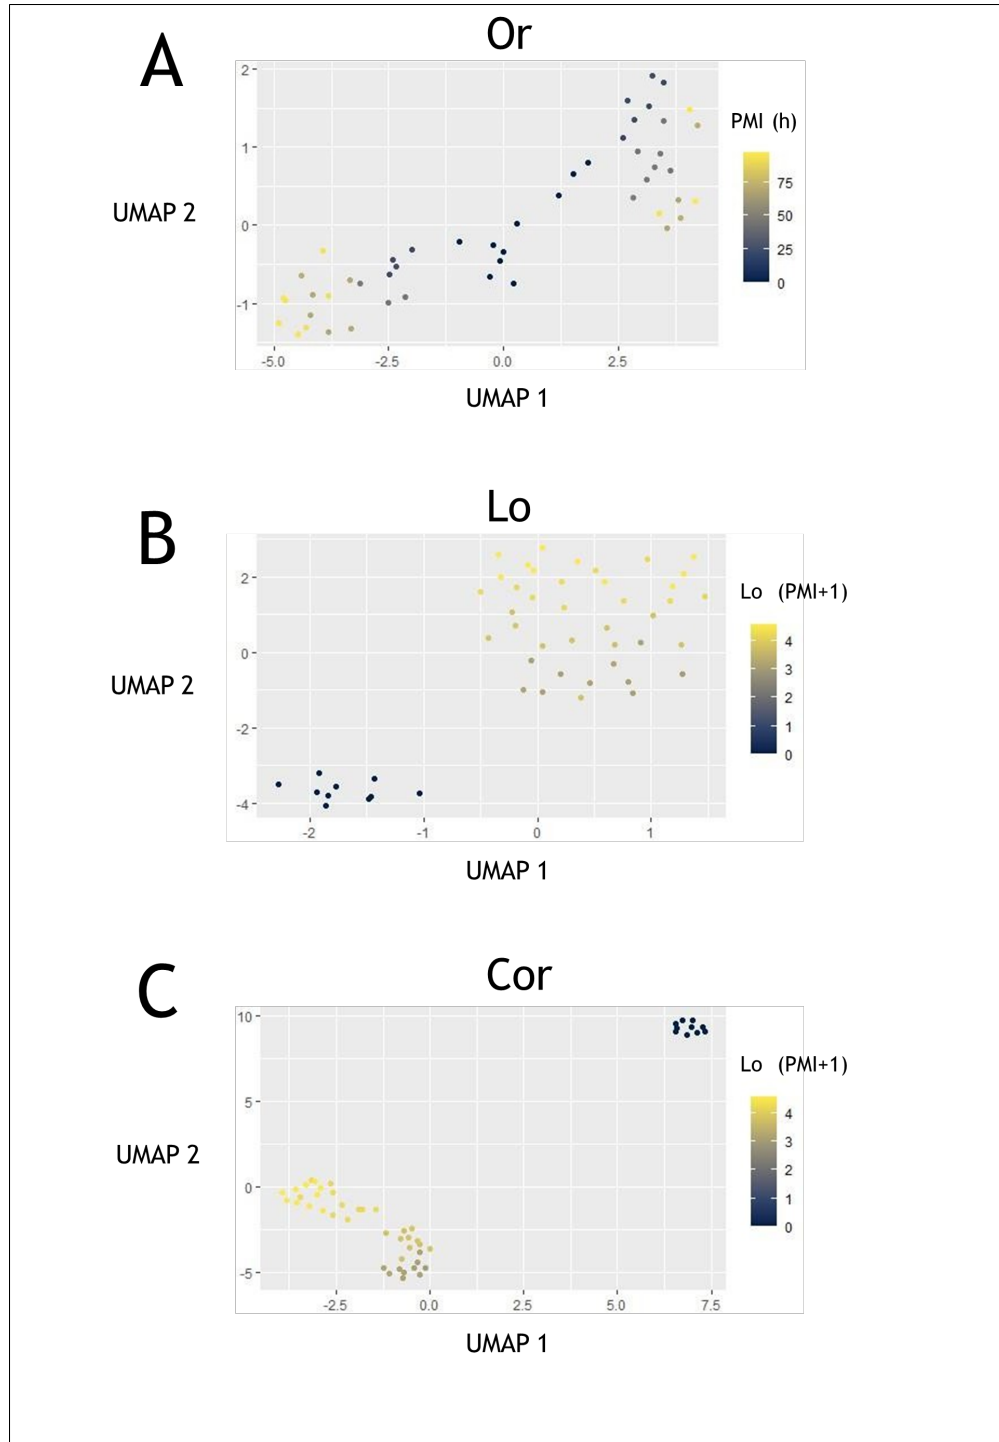 A
Or
2
1
0
-1
UMAP 2
PMI (h)
75
50
25
0
-5.0 -2.5 0.0 2.5
UMAP 1
B
Lo
2
0
-2
-4
UMAP 2
Lo (PMI+1)
4
3
2
1
0
-2 -1 0 1
UMAP 1
C
Cor
10
5
0
-5
UMAP 2
Lo (PMI+1)
4
3
2
1
0
-2.5 0.0 2.5 5.0 7.5
UMAP 1